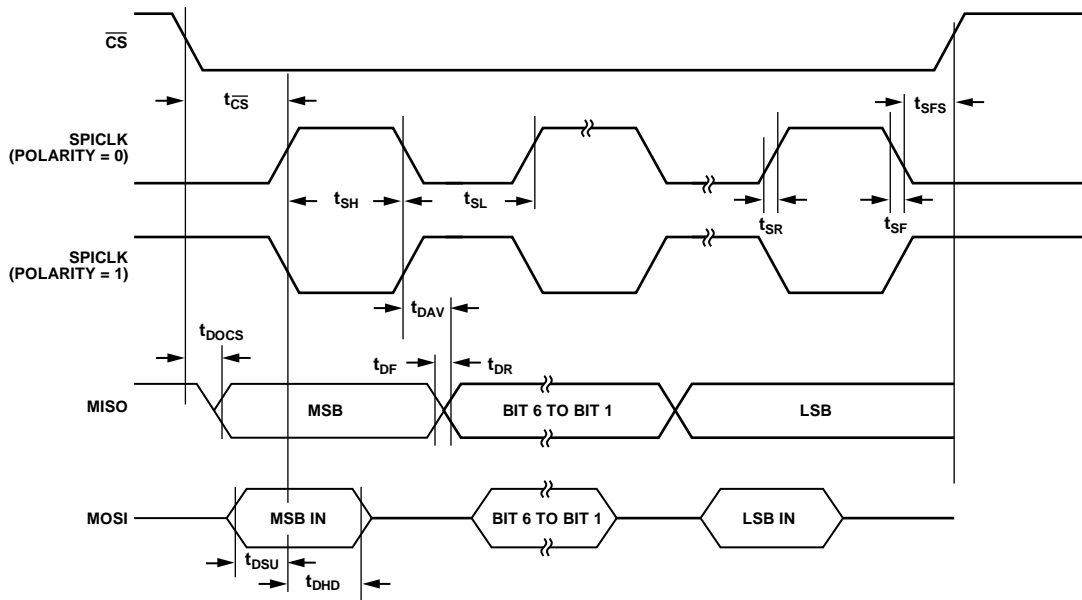 CS
tCS
tSFS
SPICLK
(POLARITY = 0)
tSH
tSL
tSR
tSF
SPICLK
(POLARITY = 1)
tDAV
tDOCS
tDF
tDR
MISO
MSB
BIT 6 TO BIT 1
LSB
MOSI
MSB IN
BIT 6 TO BIT 1
LSB IN
tDSU
tDHD